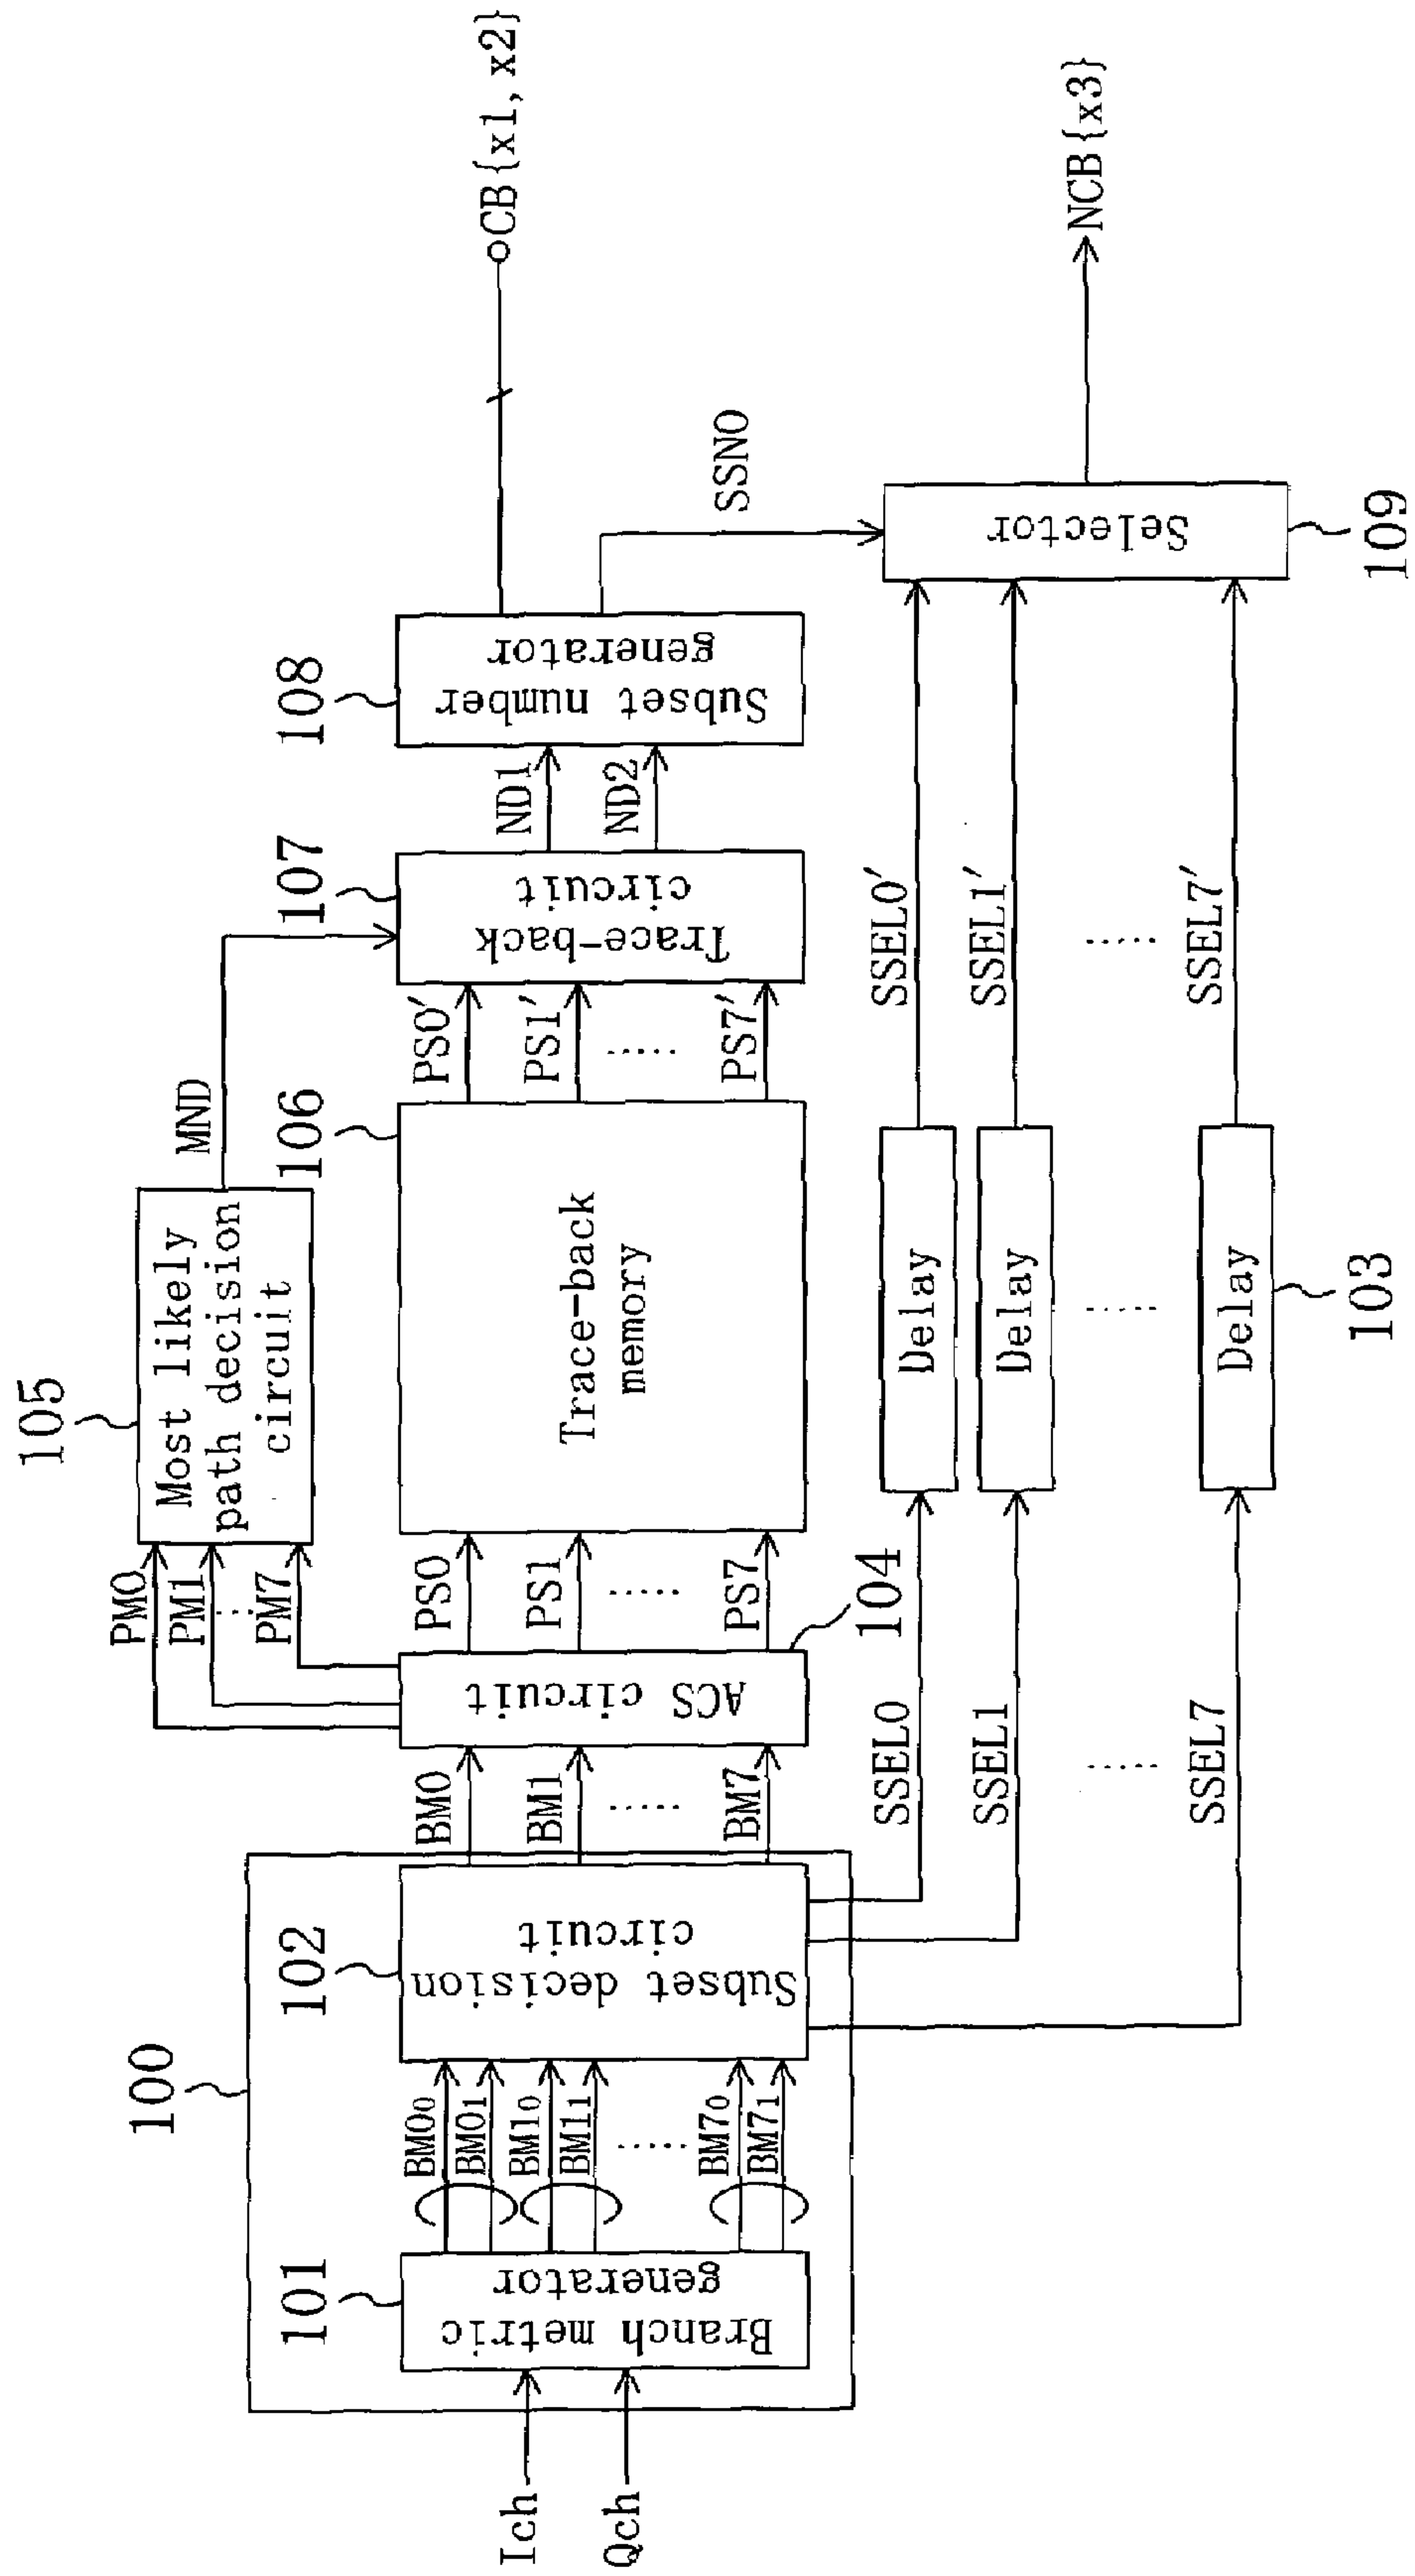 Ich
Qch
100
101
Branch metric
generator
BM0₀
BM0₁
BM1₀
BM1₁
.....
BM7₀
BM7₁
102
Subset decision
circuit
BM0
BM1
.....
BM7
SSEL0
SSEL1
.....
SSEL7
104
ACS circuit
PM0
PM1
.....
PM7
PS0
PS1
.....
PS7
105
Most likely
path decision
circuit
MND
106
Trace-back
memory
Delay
Delay
.....
Delay
103
PS0'
PS1'
.....
PS7'
SSEL0'
SSEL1'
.....
SSEL7'
107
Trace-back
circuit
ND1
ND2
108
Subset number
generator
SSNO
Selector
109
CB{x1, x2}
NCB{x3}